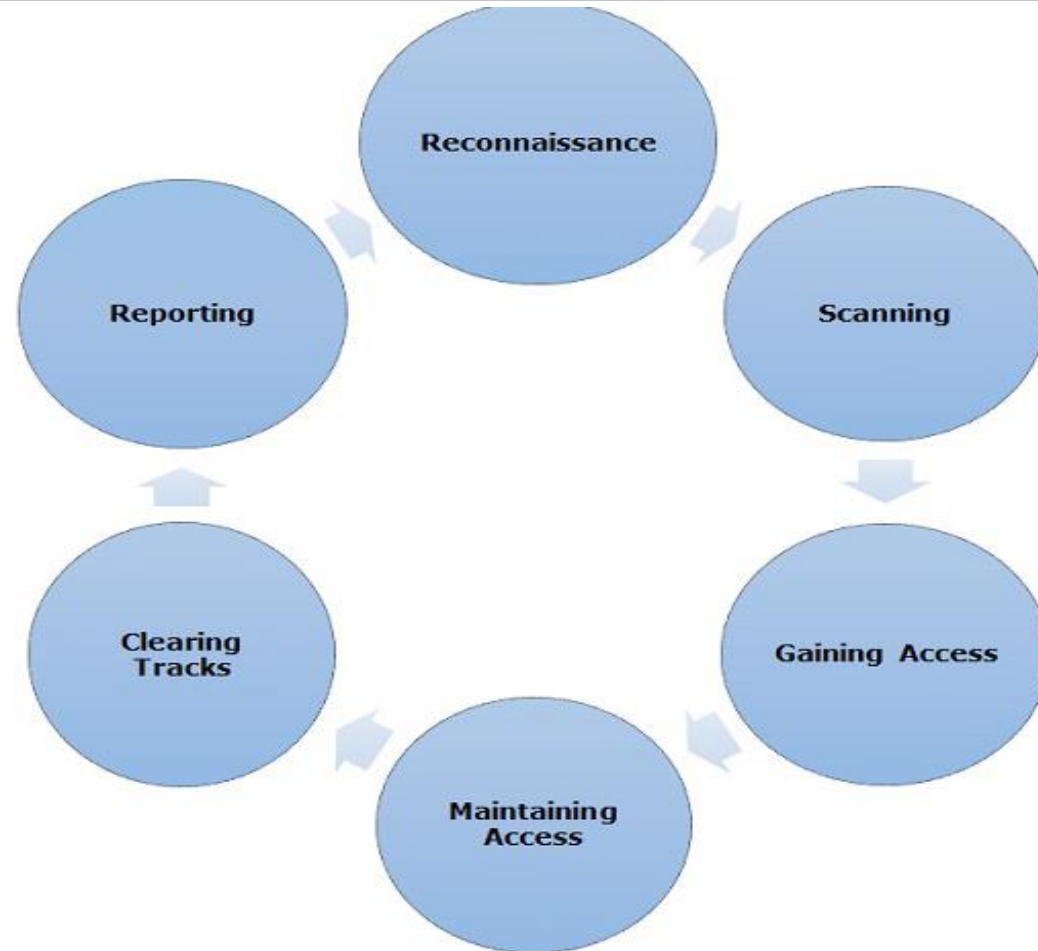 Reconnaissance
Scanning
Gaining Access
Maintaining
Access
Clearing
Tracks
Reporting